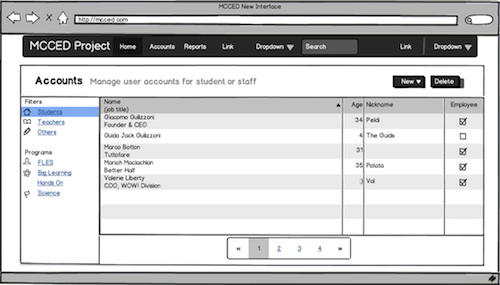 MCCED New Interface
http://mcced.com
MCCED Project Home Accounts Reports Link Dropdown Search Link Dropdown
Accounts Manage user accounts for student or staff New Delete
Filters
Students
Teachers
Others
Programs
FLES
Big Learning
Hands On
Science
Name
(job title) Age Nickname Employee
Giacomo Guilizzoni
Founder & CEO 34 Peldi
Guido Jack Guilizzoni 4 The Guids
Marco Botton
Tuttofare 31
Mariah Maclachlan
Better Half 35 Patata
Valerie Liberty
COO, WOW! Division Val
« 1 2 3 4 »